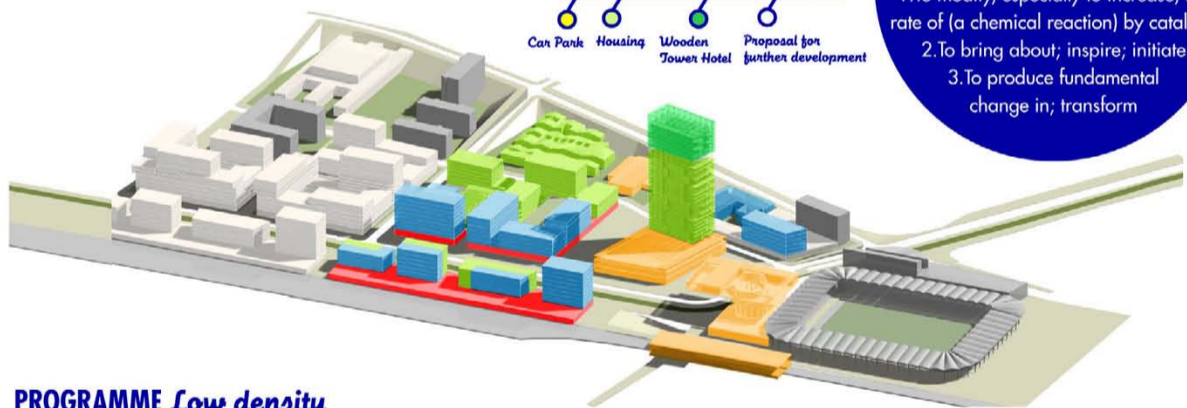 Car Park
Housing
Wooden
Tower Hotel
Proposal for
further development
rate of (a chemical reaction) by
2.To bring about; inspire; initiate
3.To produce fundamental
change in; transform
PROGRAMME Low density